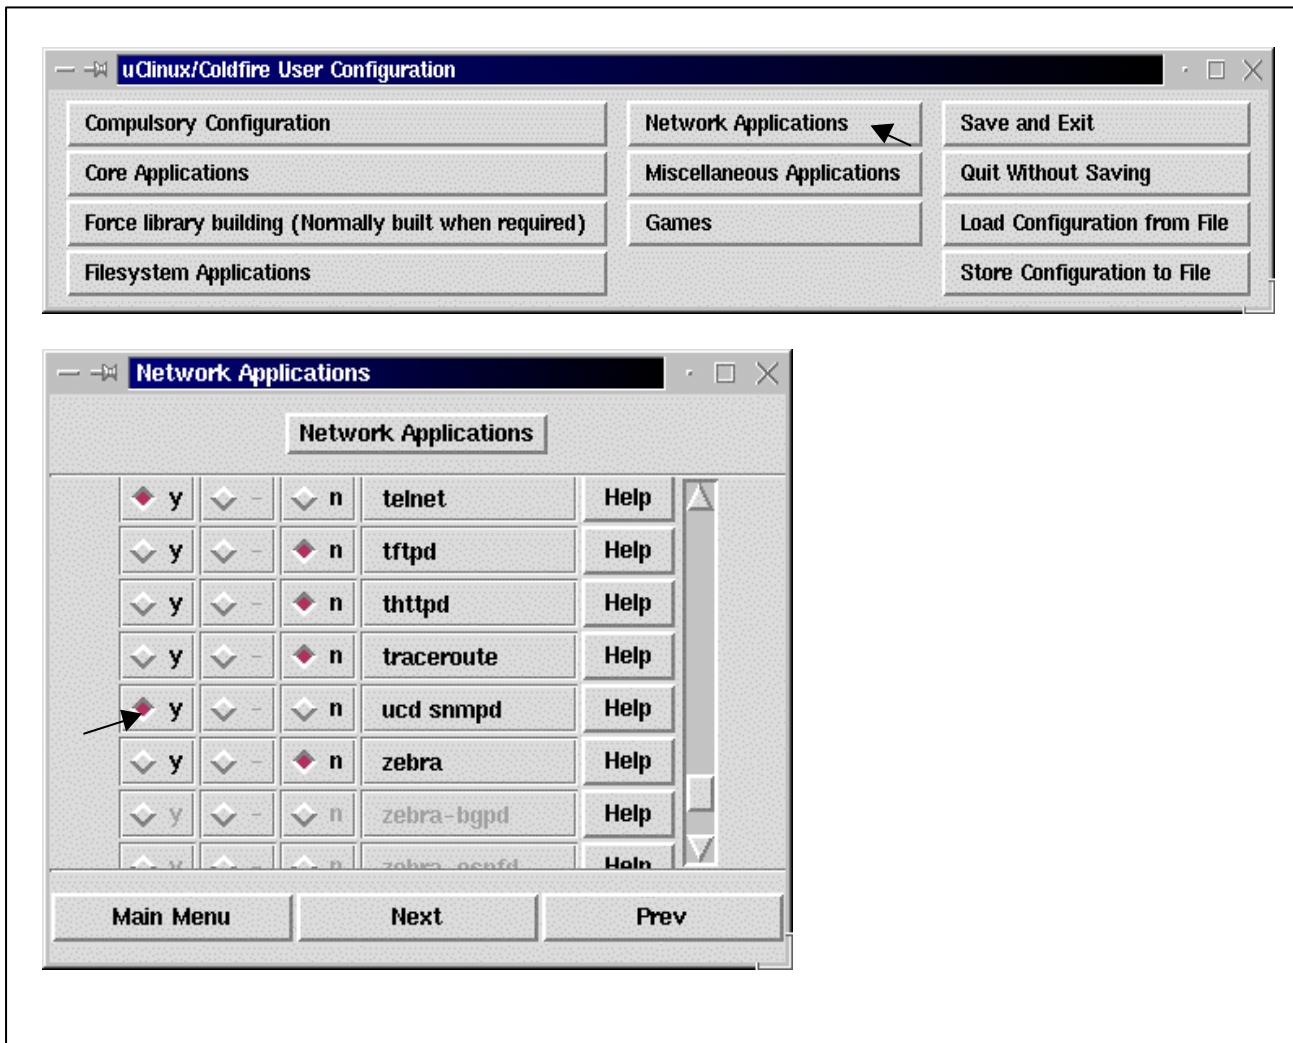 uClinux/Coldfire User Configuration
Compulsory Configuration
Network Applications
Save and Exit
Core Applications
Miscellaneous Applications
Quit Without Saving
Force library building (Normally built when required)
Games
Load Configuration from File
Filesystem Applications
Store Configuration to File
Network Applications
Network Applications
y - n telnet Help
y - n tftpd Help
y - n thttpd Help
y - n traceroute Help
y - n ucd snmpd Help
y - n zebra Help
y - n zebra-bgpd Help
y - n zebra-ospfd Help
Main Menu Next Prev